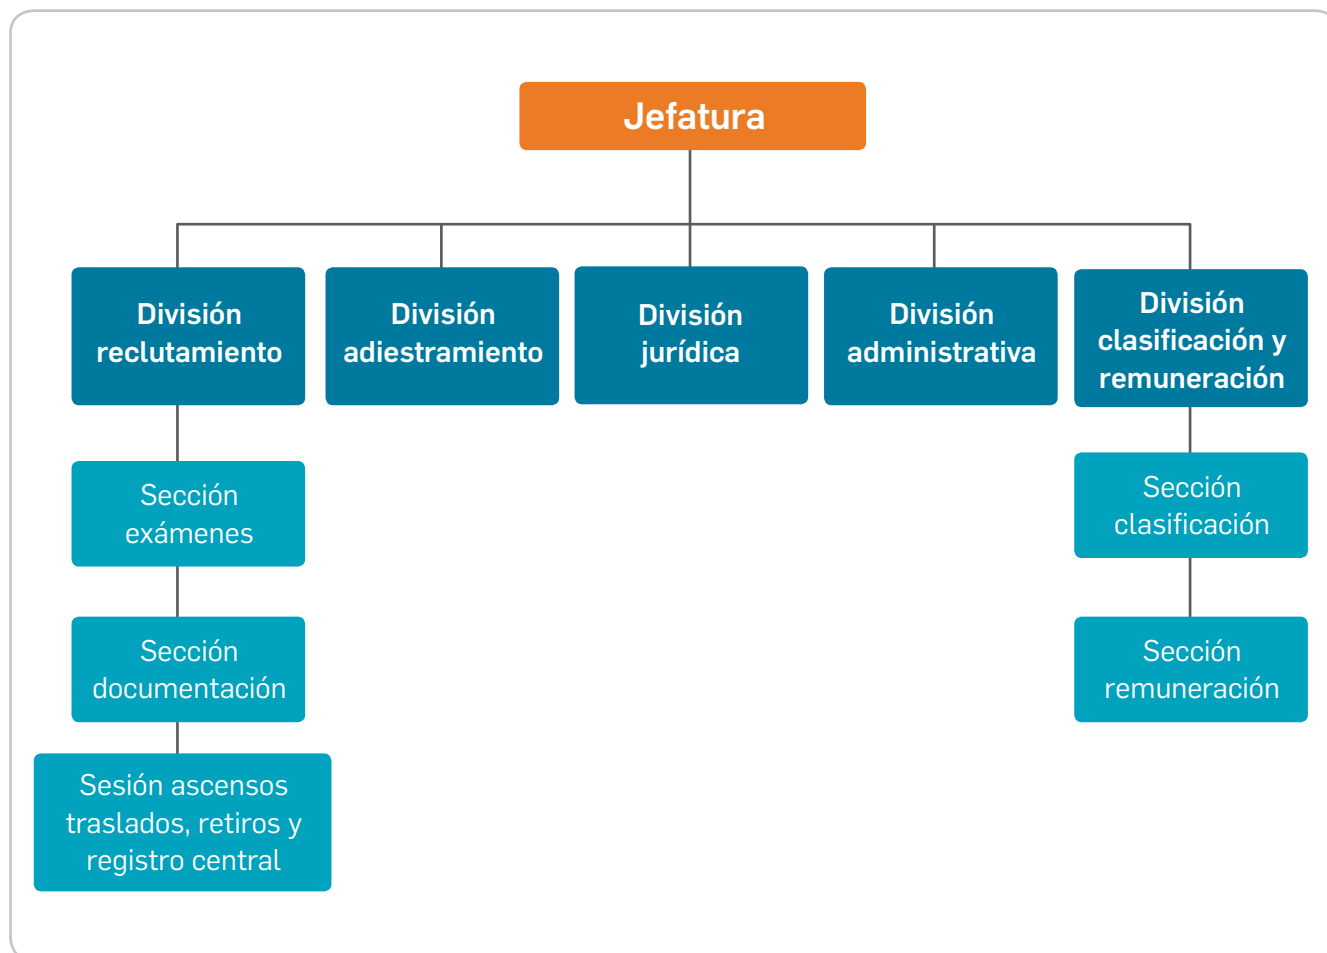 Jefatura
División
reclutamiento
División
adiestramiento
División
jurídica
División
administrativa
División
clasificación y
remuneración
Sección
exámenes
Sección
documentación
Sesión ascensos
traslados, retiros y
registro central
Sección
clasificación
Sección
remuneración